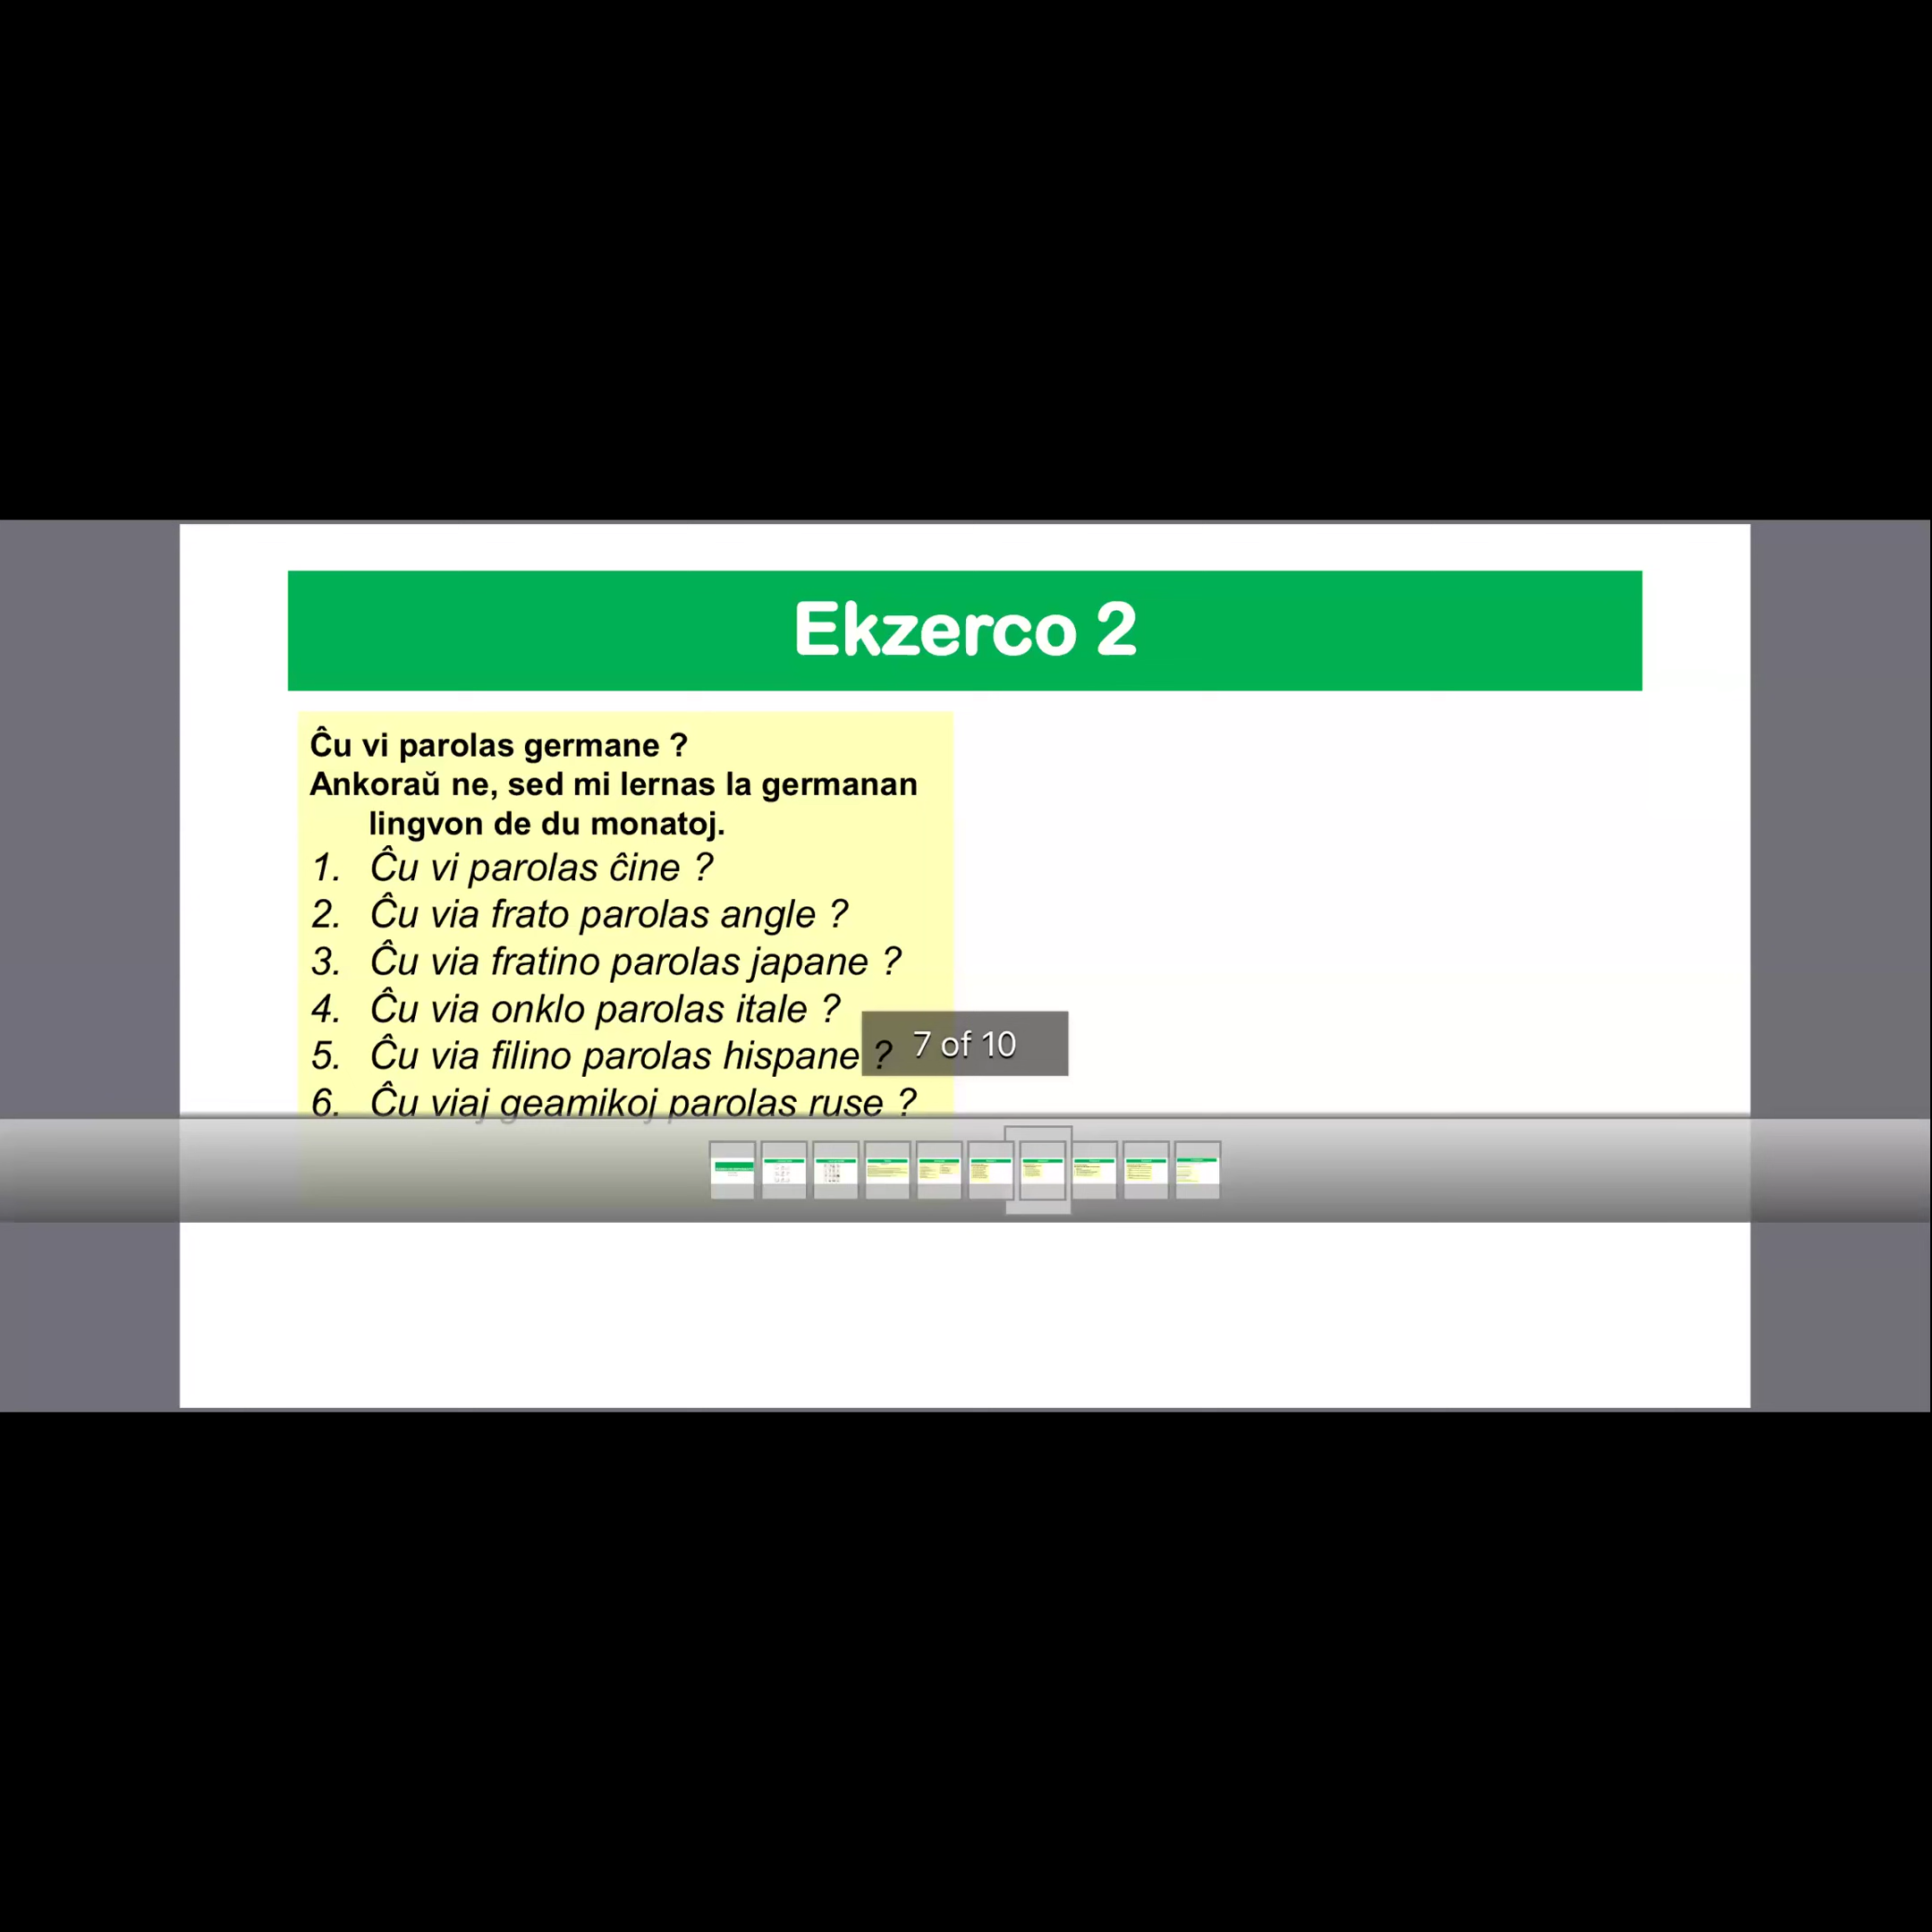 Ekzerco 2
Ĉu vi parolas germane ?
Ankoraŭ ne, sed mi lernas la germanan
lingvon de du monatoj.
1. Ĉu vi parolas ĉine ?
2. Ĉu via frato parolas angle ?
3. Ĉu via fratino parolas japane ?
4. Ĉu via onklo parolas itale ?
5. Ĉu via filino parolas hispane ?
7 of 10
6. Ĉu viaj geamikoj parolas ruse ?